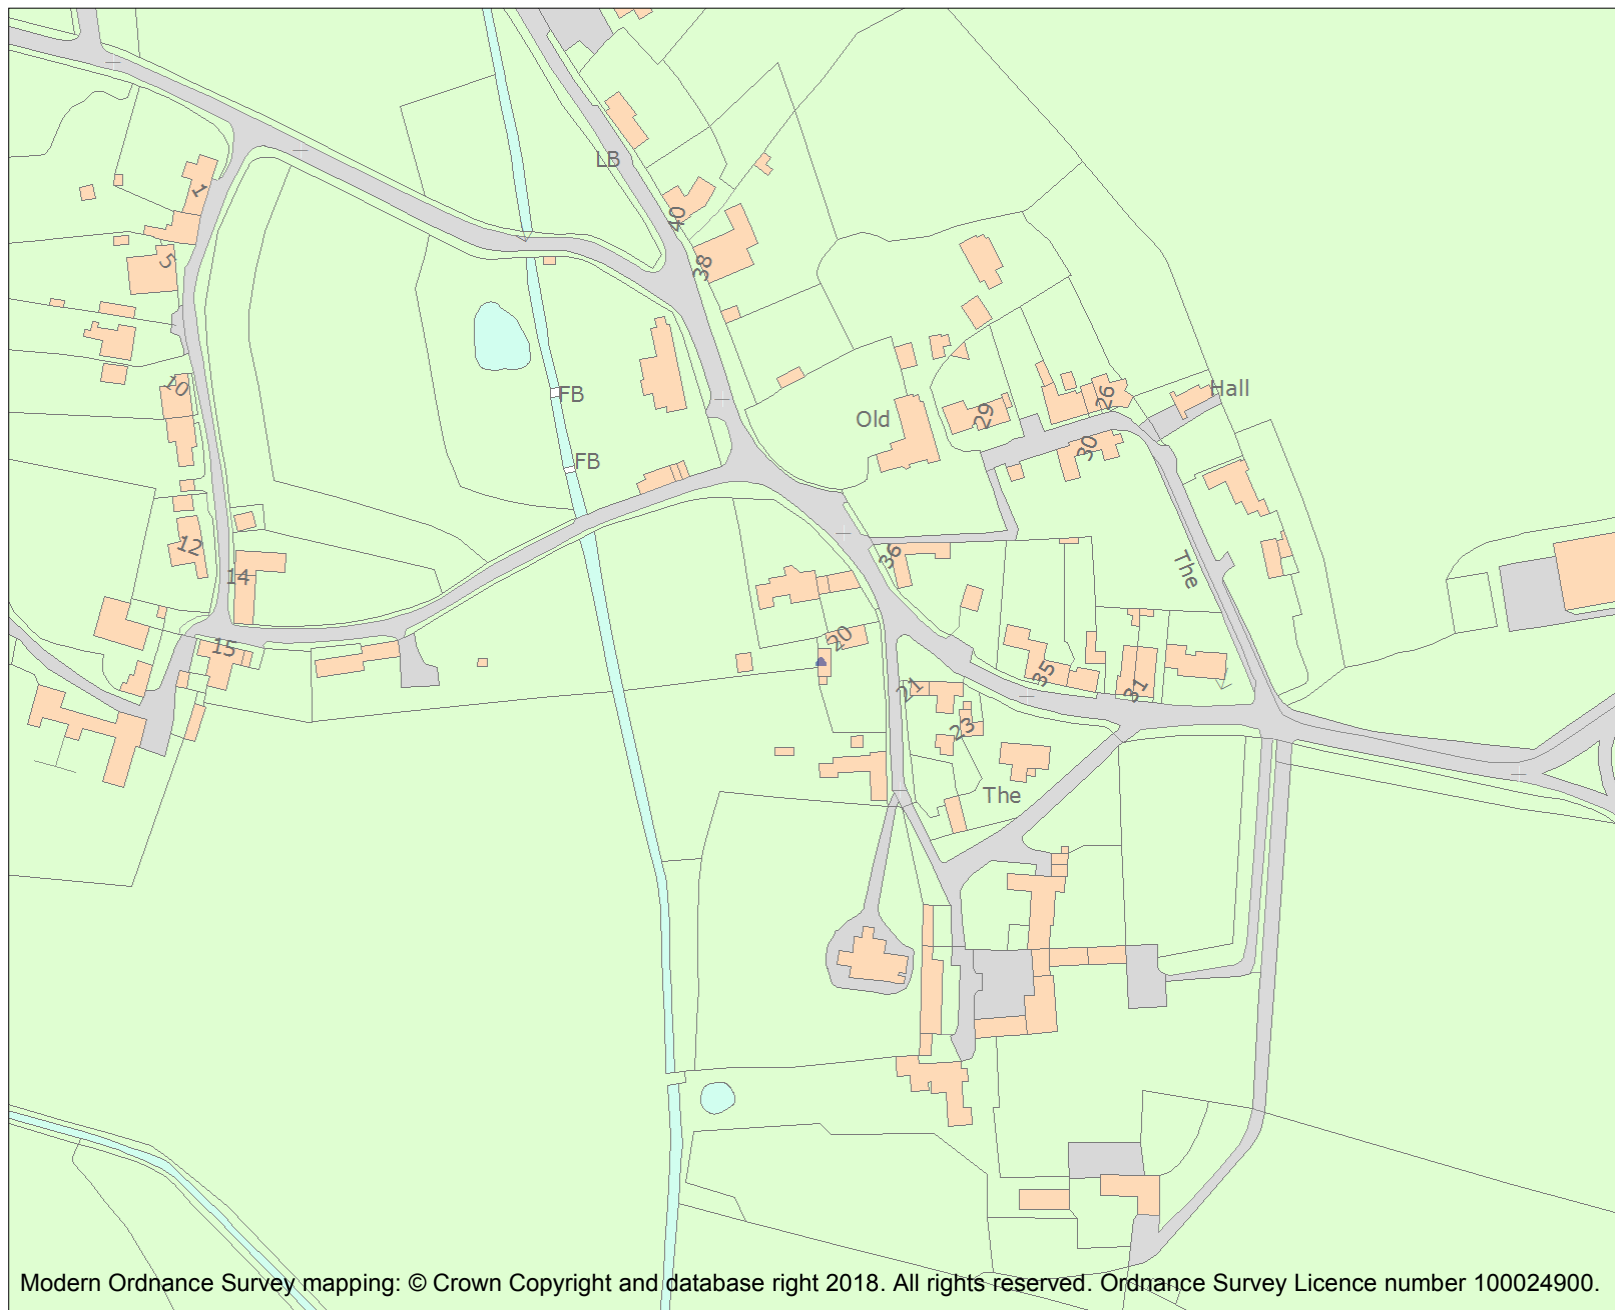 LB
1
40
5
38
10
FB
Old
29
26
Hall
30
FB
12
36
14
The
15
20
35
21
31
23
The
Modern Ordnance Survey mapping: © Crown Copyright and database right 2018. All rights reserved. Ordnance Survey Licence number 100024900.